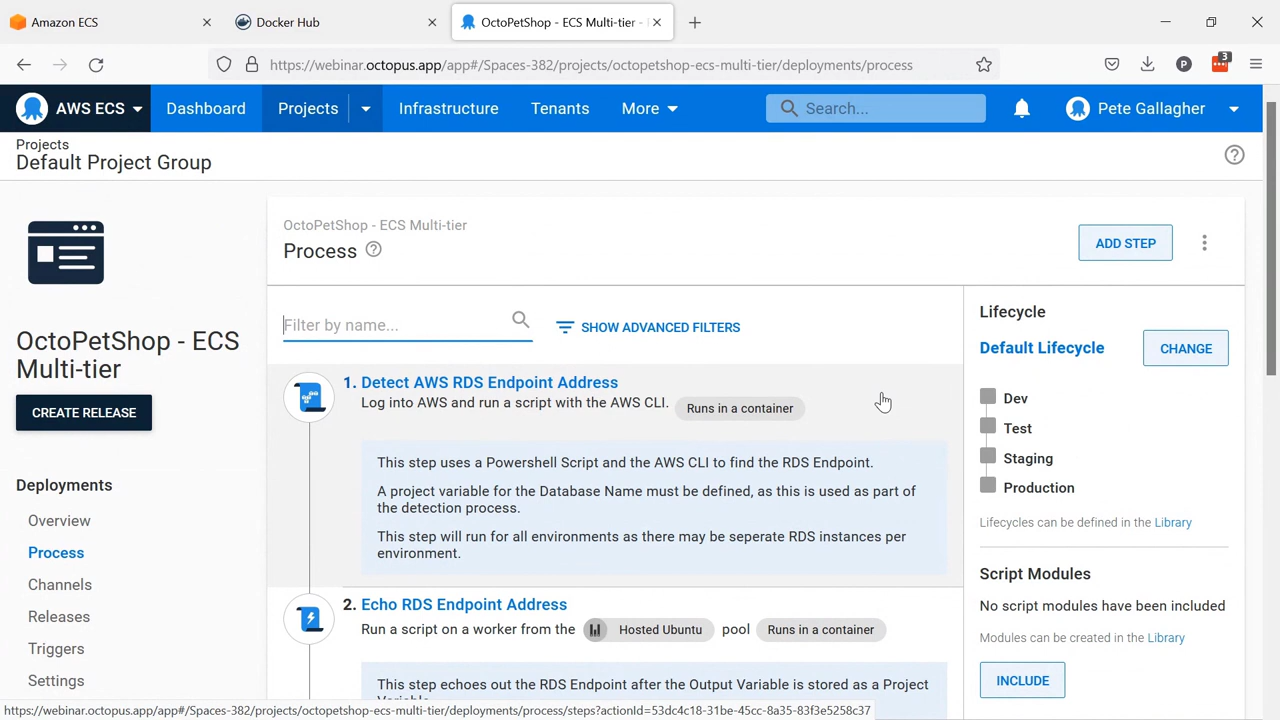 Amazon ECS
Docker Hub
OctoPetShop - ECS Multi-tier -
3
https://webinar.octopus.app/app#/Spaces-382/projects/octopetshop-ecs-multi-tier/deployments/process
P
AWS ECS
Dashboard
Projects
Infrastructure
Tenants
More
Search...
Pete Gallagher
Projects
Default Project Group
OctoPetShop - ECS Multi-tier
Process
ADD STEP
OctoPetShop - ECS
Multi-tier
CREATE RELEASE
Deployments
Overview
Process
Channels
Releases
Triggers
Settings
Filter by name...
SHOW ADVANCED FILTERS
1. Detect AWS RDS Endpoint Address
Log into AWS and run a script with the AWS CLI. Runs in a container
This step uses a Powershell Script and the AWS CLI to find the RDS Endpoint.
A project variable for the Database Name must be defined, as this is used as part of
the detection process.
This step will run for all environments as there may be seperate RDS instances per
environment.
2. Echo RDS Endpoint Address
Run a script on a worker from the Hosted Ubuntu pool Runs in a container
This step echoes out the RDS Endpoint after the Output Variable is stored as a Project
Variable.
Lifecycle
Default Lifecycle
CHANGE
Dev
Test
Staging
Production
Lifecycles can be defined in the Library
Script Modules
No script modules have been included
Modules can be created in the Library
INCLUDE
https://webinar.octopus.app/app#/Spaces-382/projects/octopetshop-ecs-multi-tier/deployments/process/steps?actionId=53dc4c18-31be-45cc-8a35-83f3e5258c37